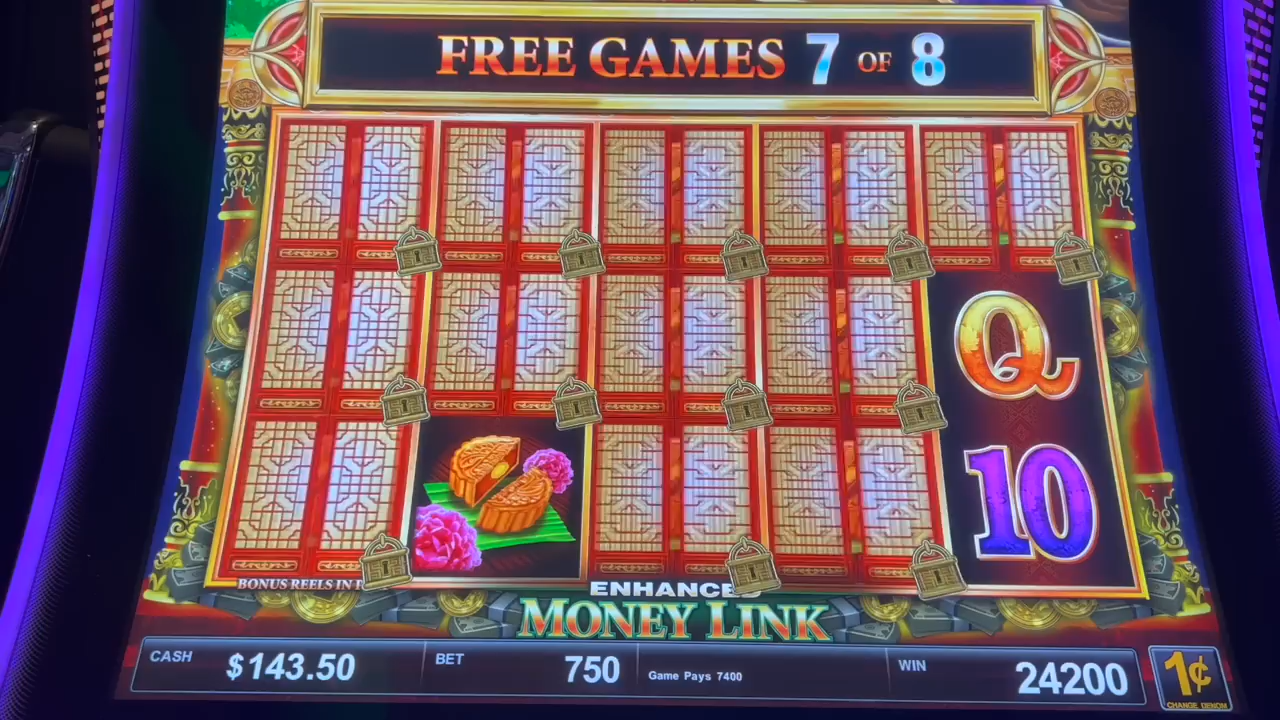 FREE GAMES 7 OF 8
Q
10
BONUS REELS IN
ENHANCED
MONEY LINK
CASH $143.50 BET 750 Game Pays 7400 WIN 24200
1¢
CHANGE DENOM